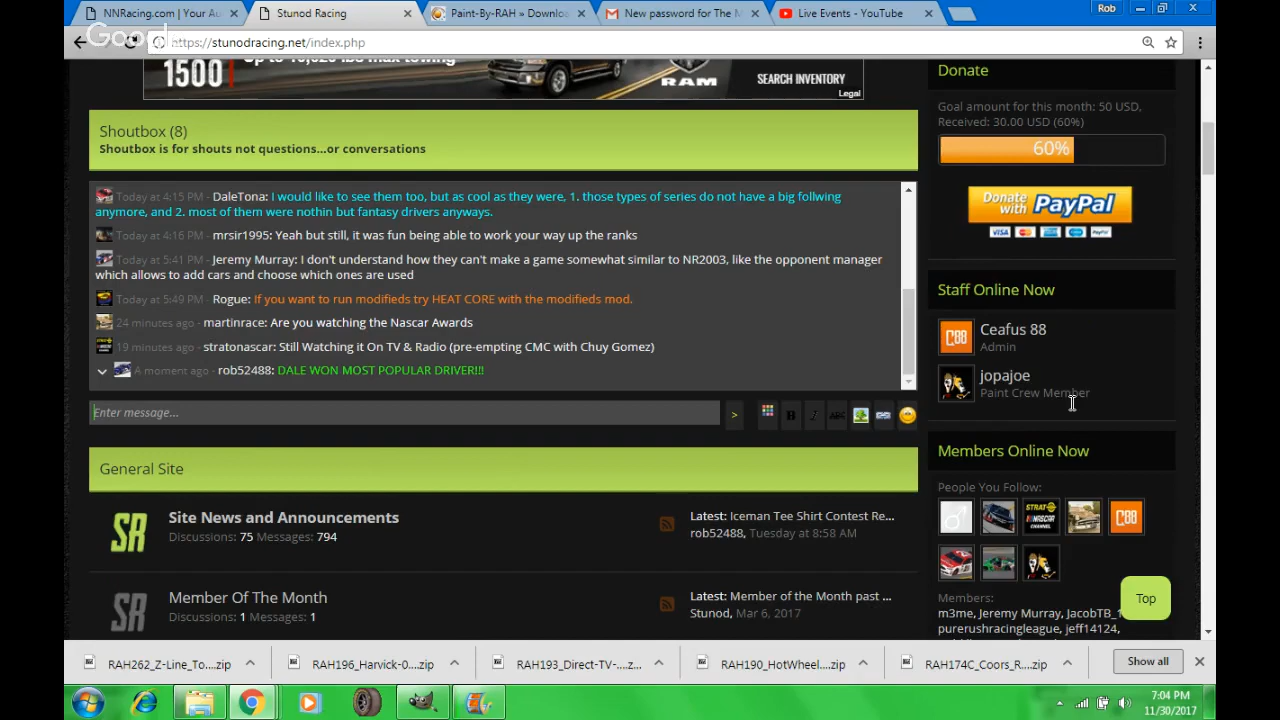 NNRacing.com | Your Au
Stunod Racing
Paint-By-RAH » Downloa
New password for The M
Live Events - YouTube
Rob
https://stunodracing.net/index.php
1500
RAM
SEARCH INVENTORY
Legal
Donate
Goal amount for this month: 50 USD,
Received: 30.00 USD (60%)
60%
Donate with PayPal
VISA
PayPal
Shoutbox (8)
Shoutbox is for shouts not questions...or conversations
Today at 4:15 PM - DaleTona: I would like to see them too, but as cool as they were, 1. those types of series do not have a big follwing
anymore, and 2. most of them were nothin but fantasy drivers anyways.
Today at 4:16 PM - mrsir1995: Yeah but still, it was fun being able to work your way up the ranks
Today at 5:41 PM - Jeremy Murray: I don't understand how they can't make a game somewhat similar to NR2003, like the opponent manager
which allows to add cars and choose which ones are used
Today at 5:49 PM - Rogue: If you want to run modifieds try HEAT CORE with the modifieds mod.
24 minutes ago - martinrace: Are you watching the Nascar Awards
19 minutes ago - stratonascar: Still Watching it On TV & Radio (pre-empting CMC with Chuy Gomez)
A moment ago - rob52488: DALE WON MOST POPULAR DRIVER!!!
Enter message...
>
B
I
ABC
Staff Online Now
C88
Ceafus 88
Admin
jopajoe
Paint Crew Member
Members Online Now
People You Follow:
C88
Members:
m3me, Jeremy Murray, JacobTB_1
purerushracingleague, jeff14124,
Top
General Site
SR
Site News and Announcements
Discussions: 75 Messages: 794
Latest: Iceman Tee Shirt Contest Re...
rob52488, Tuesday at 8:58 AM
SR
Member Of The Month
Discussions: 1 Messages: 1
Latest: Member of the Month past ...
Stunod, Mar 6, 2017
RAH262_Z-Line_To....zip
RAH196_Harvick-0....zip
RAH193_Direct-TV-....z...
RAH190_HotWheel....zip
RAH174C_Coors_R....zip
Show all
7:04 PM
11/30/2017